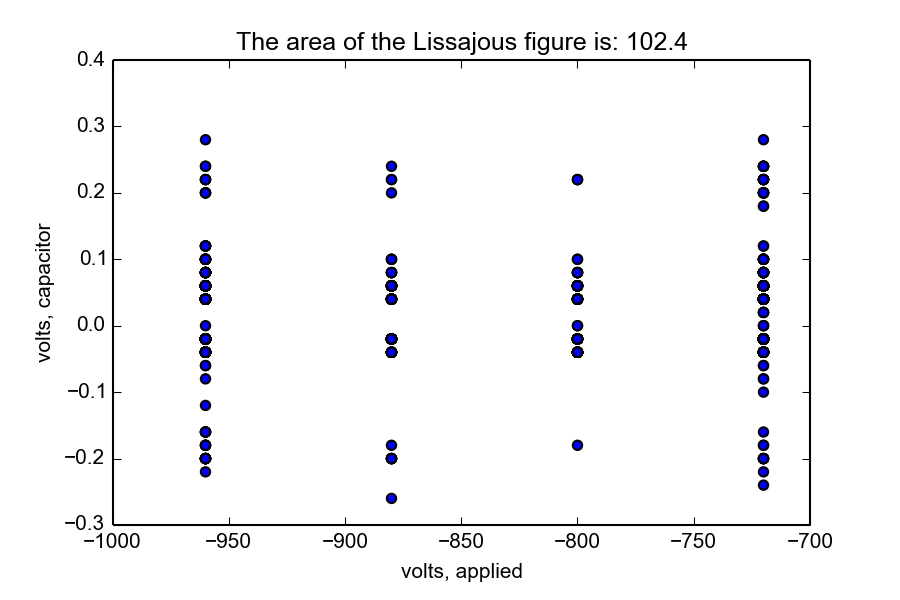 The area of the Lissajous figure is: 102.4
0.4
0.3
0.2
0.1
0.0
−0.1
−0.2
−0.3
volts, capacitor
−1000 −950 −900 −850 −800 −750 −700
volts, applied